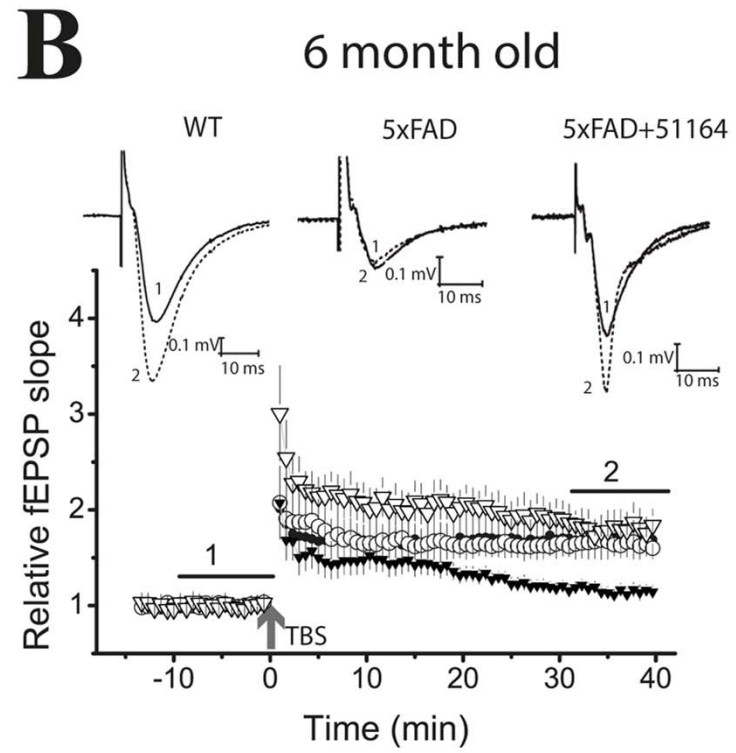 B
6 month old
WT
5xFAD
5xFAD+51164
1
2
0.1 mV
10 ms
1
2
0.1 mV
10 ms
1
2
0.1 mV
10 ms
Relative fEPSP slope
4
3
2
1
1
2
TBS
-10
0
10
20
30
40
Time (min)